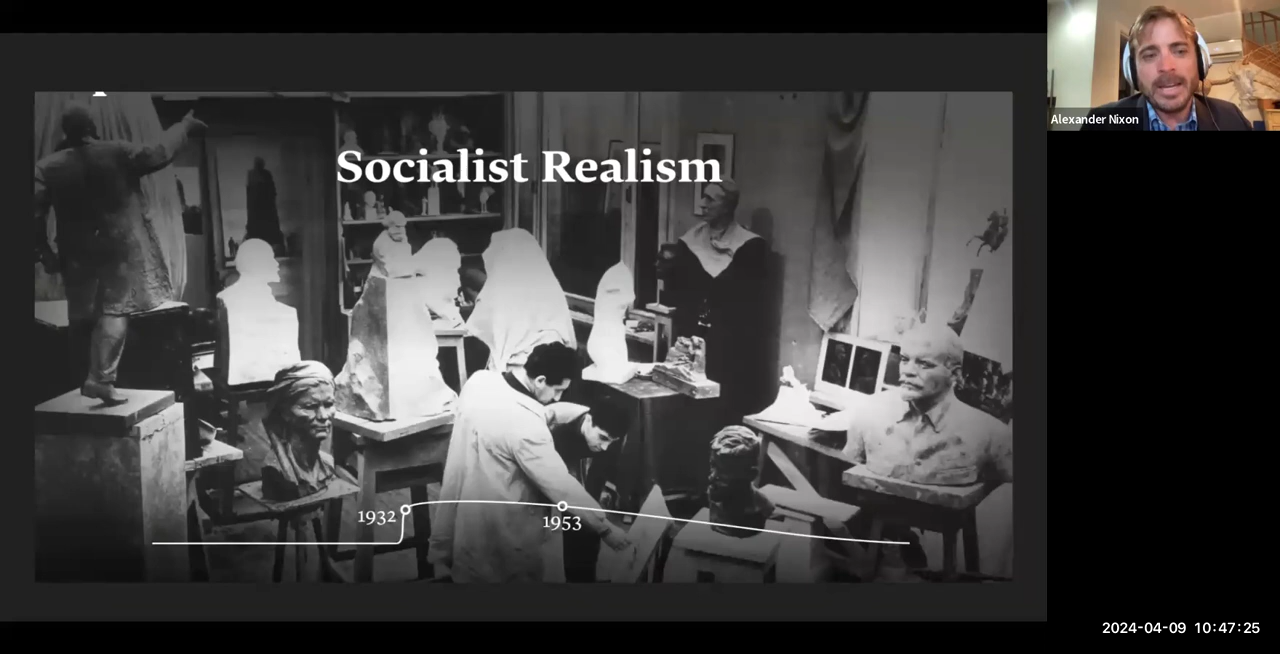 Socialist Realism
1932
1953
Alexander Nixon
2024-04-09 10:47:25